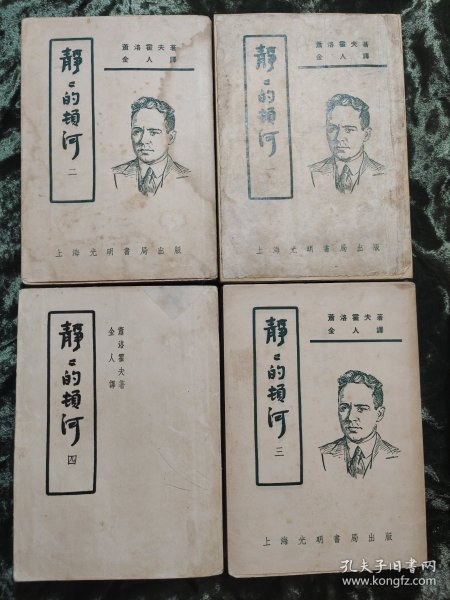 蕭洛霍夫著
金人譯
靜〻的頓河
二
上海光明書局出版
蕭洛霍夫著
金人譯
靜〻的頓河
一
上海光明書局出版
蕭洛霍夫著
金人譯
靜〻的頓河
四
蕭洛霍夫著
金人譯
靜〻的頓河
三
上海光明書局出版
孔夫子旧书网
www.kongfz.com